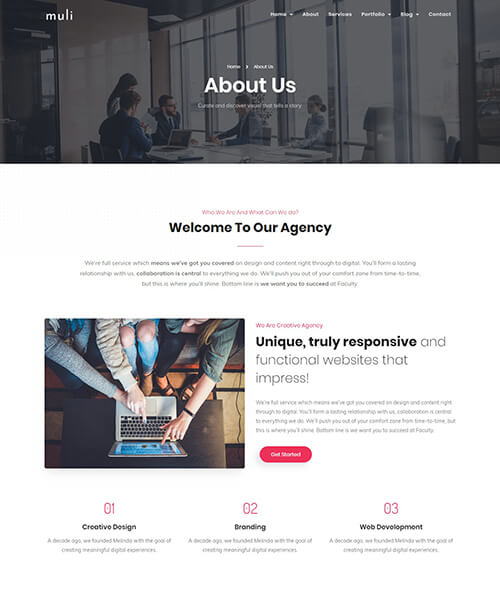 muli
Home About Services Portfolio Blog Contact
Home > About Us
About Us
Curate and discover visual that tells a story
Who We Are And What Can We do?
Welcome To Our Agency
We're full service which means we've got you covered on design and content right through to digital. You'll form a lasting
relationship with us, collaboration is central to everything we do. We'll push you out of your comfort zone from time-to-time,
but this is where you'll shine. Bottom line is we want you to succeed at Faculty.
We Are Creative Agency
Unique, truly responsive and
functional websites that
impress!
We're full service which means we've got you covered on design and content right
through to digital. You'll form a lasting relationship with us, collaboration is central
to everything we do. We'll push you out of your comfort zone from time-to-time, but
this is where you'll shine. Bottom line is we want you to succeed at Faculty.
Get Started
01 02 03
Creative Design Branding Web Development
A decade ago, we founded Melinda with the goal of A decade ago, we founded Melinda with the goal of A decade ago, we founded Melinda with the goal of
creating meaningful digital experiences. creating meaningful digital experiences. creating meaningful digital experiences.